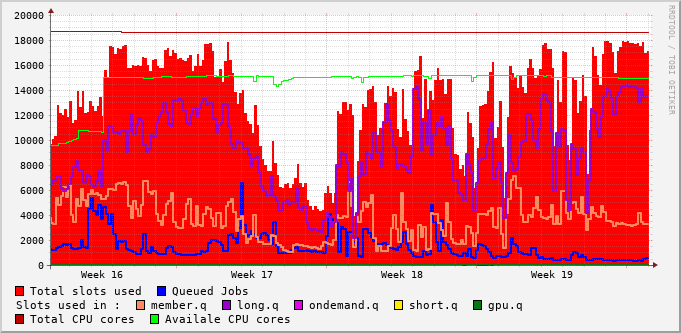 20000
18000
16000
14000
12000
10000
8000
6000
4000
2000
0
Week 16 Week 17 Week 18 Week 19
Total slots used Queued Jobs
Slots used in : member.q long.q ondemand.q short.q gpu.q
Total CPU cores Availale CPU cores
RRDTOOL / TOBI OETIKER